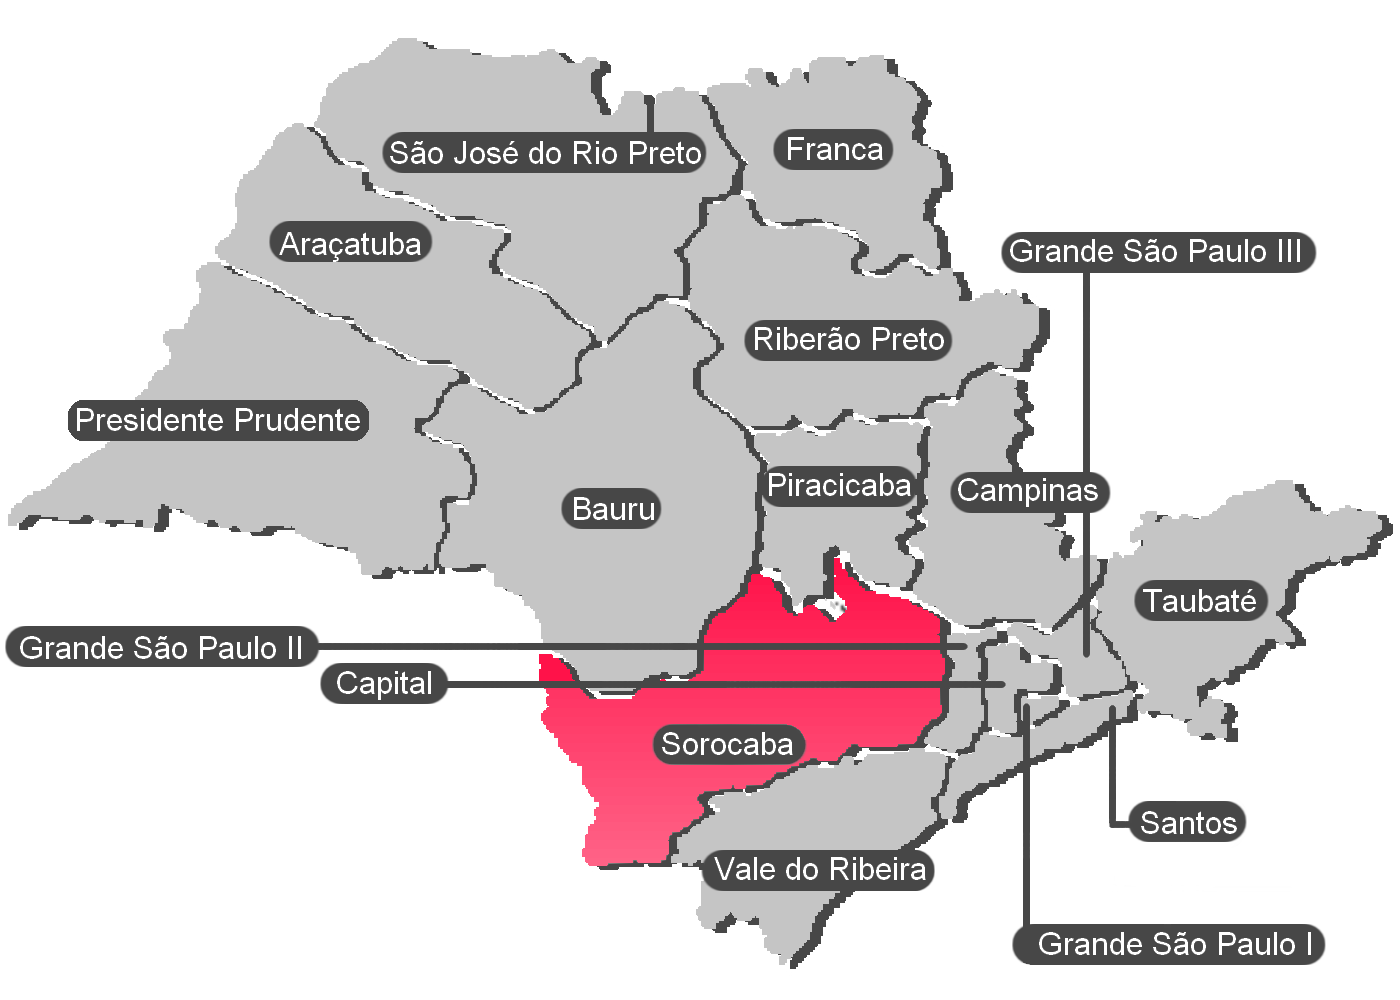 São José do Rio Preto
Franca
Araçatuba
Grande São Paulo III
Riberão Preto
Presidente Prudente
Piracicaba
Campinas
Bauru
Taubaté
Grande São Paulo II
Capital
Sorocaba
Santos
Vale do Ribeira
Grande São Paulo I